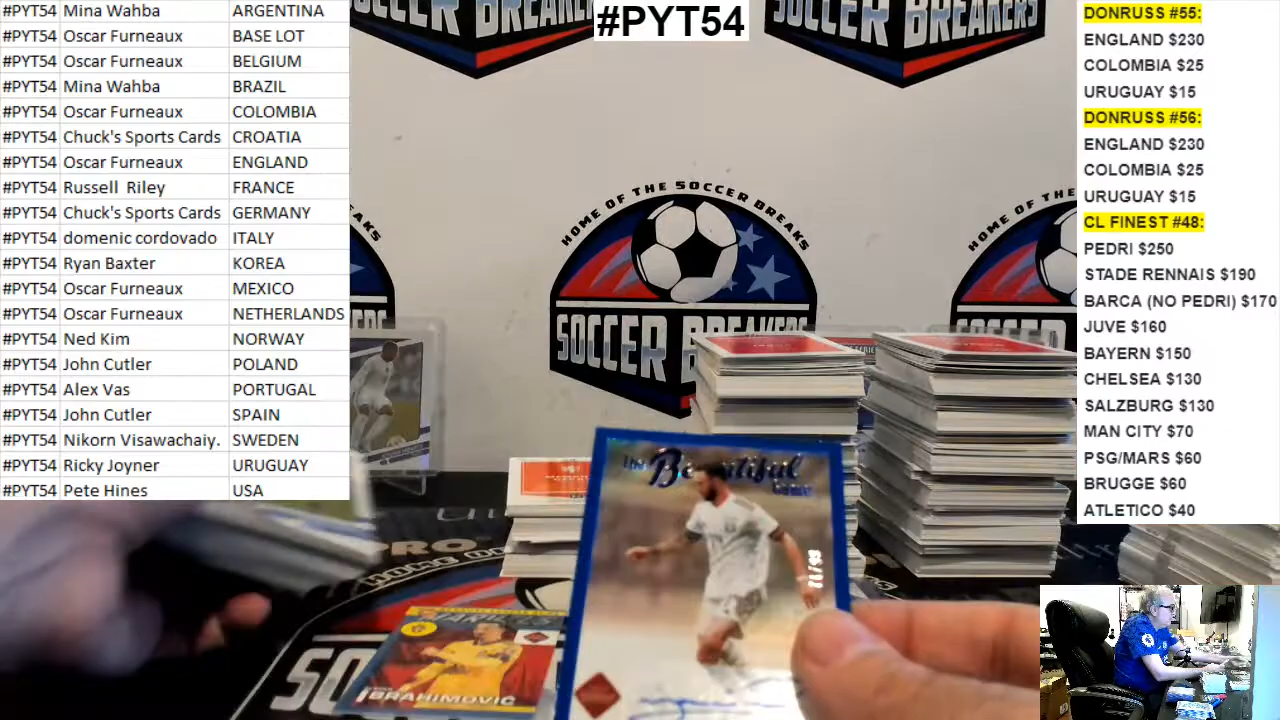 #PYT54 Mina Wahba ARGENTINA
#PYT54 Oscar Furneaux BASE LOT
#PYT54 Oscar Furneaux BELGIUM
#PYT54 Mina Wahba BRAZIL
#PYT54 Oscar Furneaux COLOMBIA
#PYT54 Chuck's Sports Cards CROATIA
#PYT54 Oscar Furneaux ENGLAND
#PYT54 Russell Riley FRANCE
#PYT54 Chuck's Sports Cards GERMANY
#PYT54 domenic cordovado ITALY
#PYT54 Ryan Baxter KOREA
#PYT54 Oscar Furneaux MEXICO
#PYT54 Oscar Furneaux NETHERLANDS
#PYT54 Ned Kim NORWAY
#PYT54 John Cutler POLAND
#PYT54 Alex Vas PORTUGAL
#PYT54 John Cutler SPAIN
#PYT54 Nikorn Visawachaiy. SWEDEN
#PYT54 Ricky Joyner URUGUAY
#PYT54 Pete Hines USA
SOCCER BREAKERS
#PYT54
SOCCER BREAKERS
HOME OF THE SOCCER BREAKS
SOCCER BREAKERS
HOME OF THE
The Beautiful Game
IBRAHIMOVIĆ
DONRUSS #55:
ENGLAND $230
COLOMBIA $25
URUGUAY $15
DONRUSS #56:
ENGLAND $230
COLOMBIA $25
URUGUAY $15
CL FINEST #48:
PEDRI $250
STADE RENNAIS $190
BARCA (NO PEDRI) $170
JUVE $160
BAYERN $150
CHELSEA $130
SALZBURG $130
MAN CITY $70
PSG/MARS $60
BRUGGE $60
ATLETICO $40